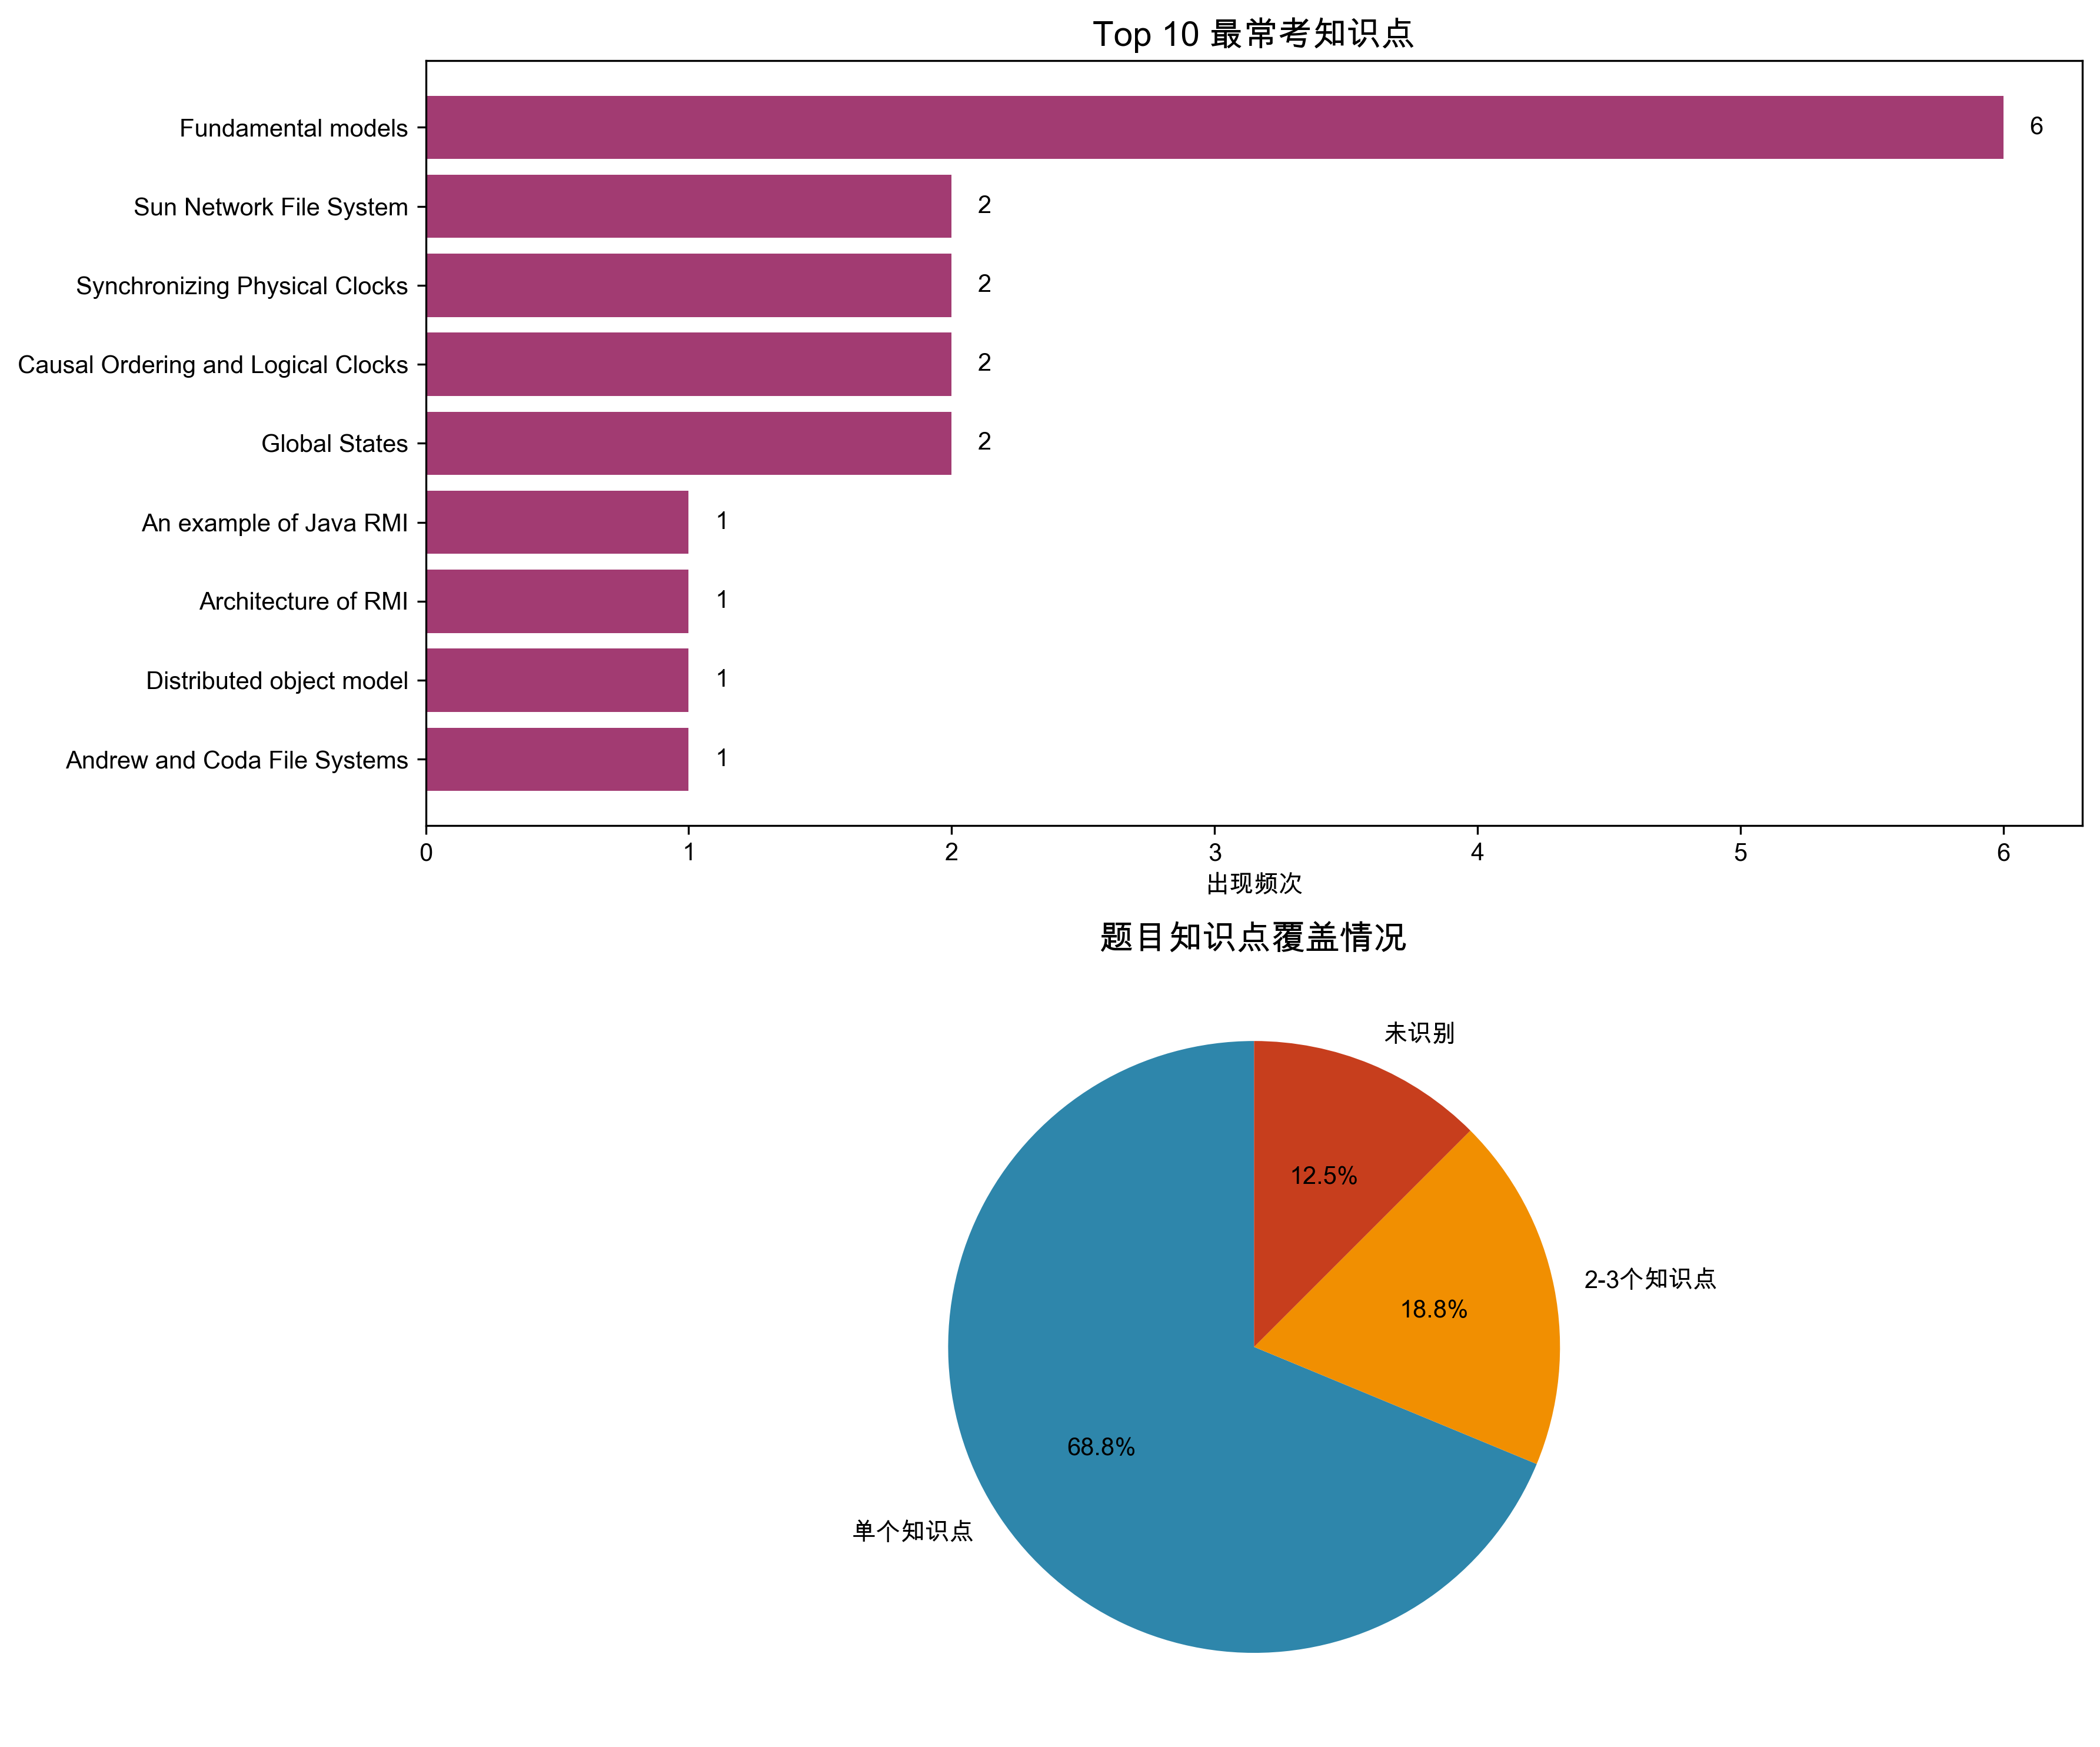 Top 10 最常考知识点
Fundamental models
6
Sun Network File System
2
Synchronizing Physical Clocks
2
Causal Ordering and Logical Clocks
2
Global States
2
An example of Java RMI
1
Architecture of RMI
1
Distributed object model
1
Andrew and Coda File Systems
1
0 1 2 3 4 5 6
出现频次
题目知识点覆盖情况
未识别
12.5%
2-3个知识点
18.8%
68.8%
单个知识点